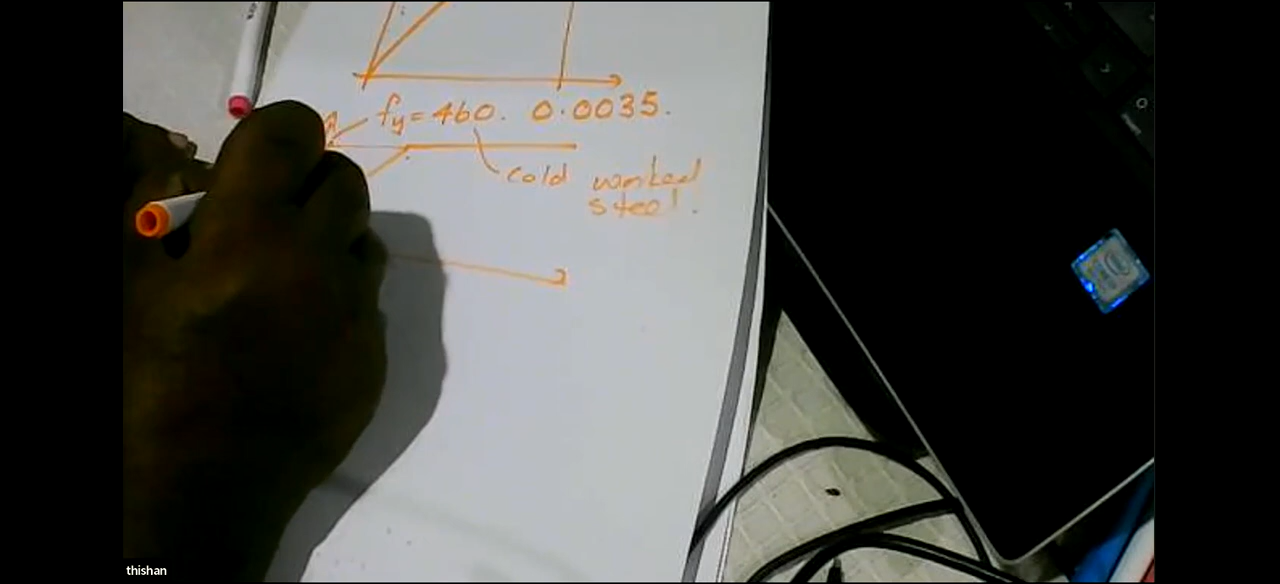 fy = 460. 0.0035.
cold worked
steel.
thishan